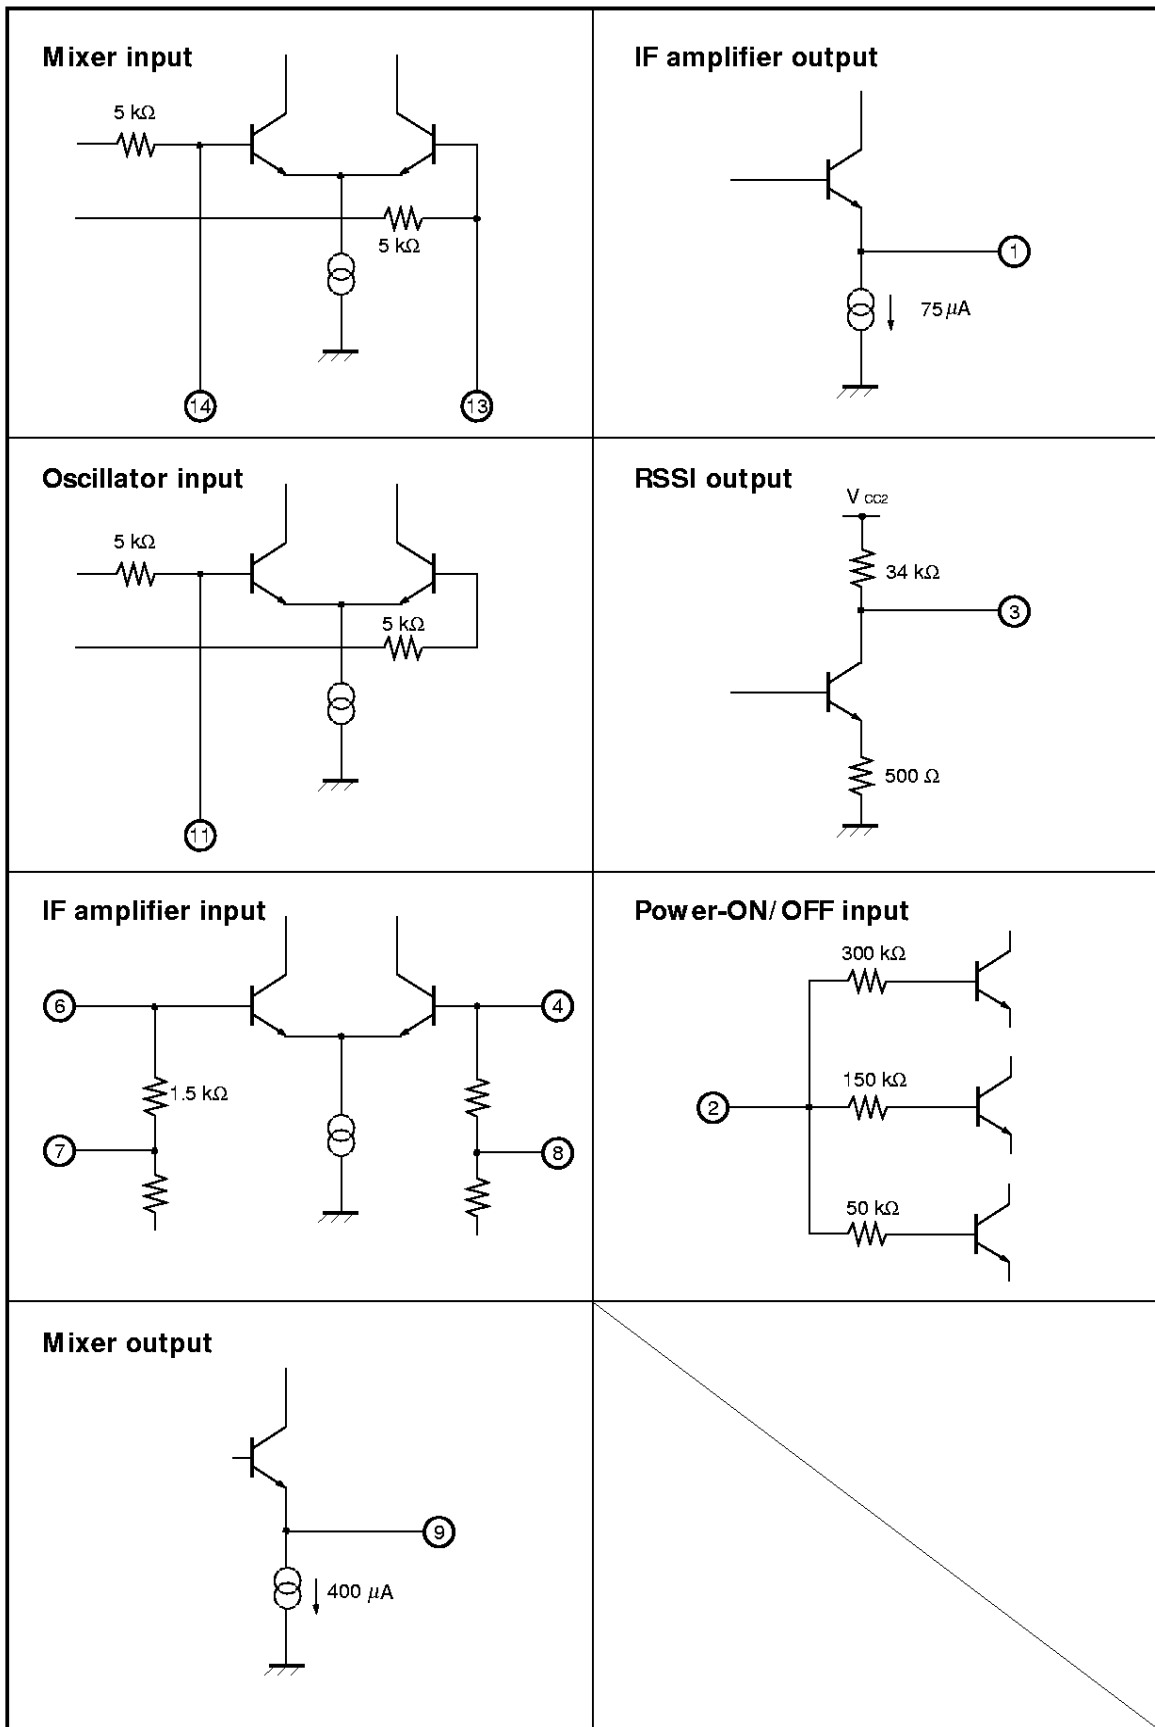 Mixer input
5 kΩ
5 kΩ
14
13
IF amplifier output
1
75 μA
Oscillator input
5 kΩ
5 kΩ
11
RSSI output
V CC2
34 kΩ
3
500 Ω
IF amplifier input
6
4
1.5 kΩ
7
8
Power-ON/OFF input
300 kΩ
150 kΩ
2
50 kΩ
Mixer output
9
400 μA